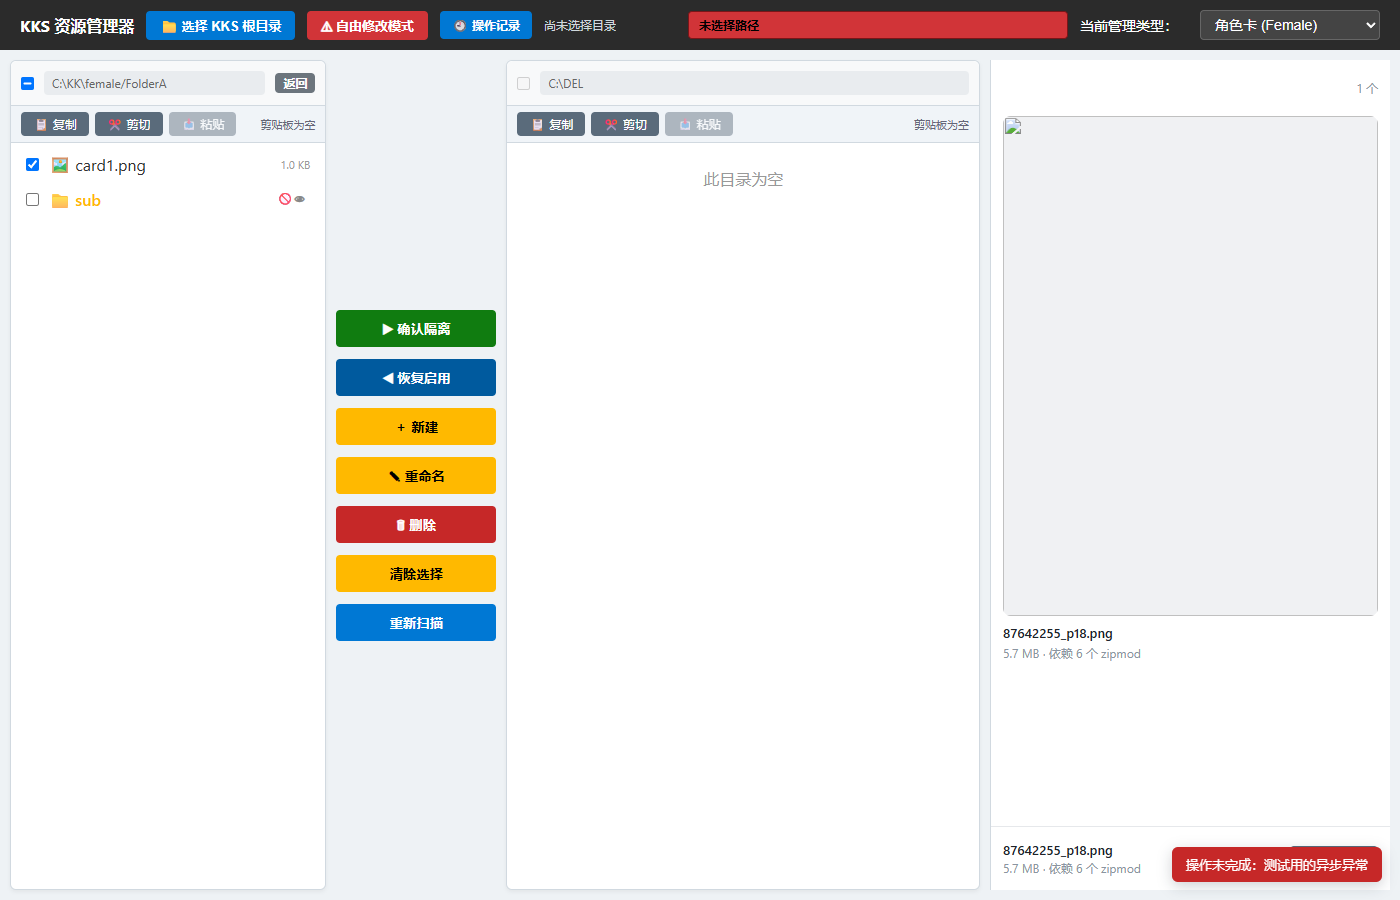 KKS 资源管理器
📁 选择 KKS 根目录
⚠ 自由修改模式
🕘 操作记录
尚未选择目录
未选择路径
当前管理类型：
角色卡 (Female)
C:\KK\female/FolderA
返回
📋 复制
✂️ 剪切
📥 粘贴
剪贴板为空
card1.png
1.0 KB
sub
▶ 确认隔离
◀ 恢复启用
+ 新建
✎ 重命名
🗑 删除
清除选择
重新扫描
C:\DEL
📋 复制
✂️ 剪切
📥 粘贴
剪贴板为空
此目录为空
1 个
87642255_p18.png
5.7 MB · 依赖 6 个 zipmod
87642255_p18.png
5.7 MB · 依赖 6 个 zipmod
操作未完成：测试用的异步异常